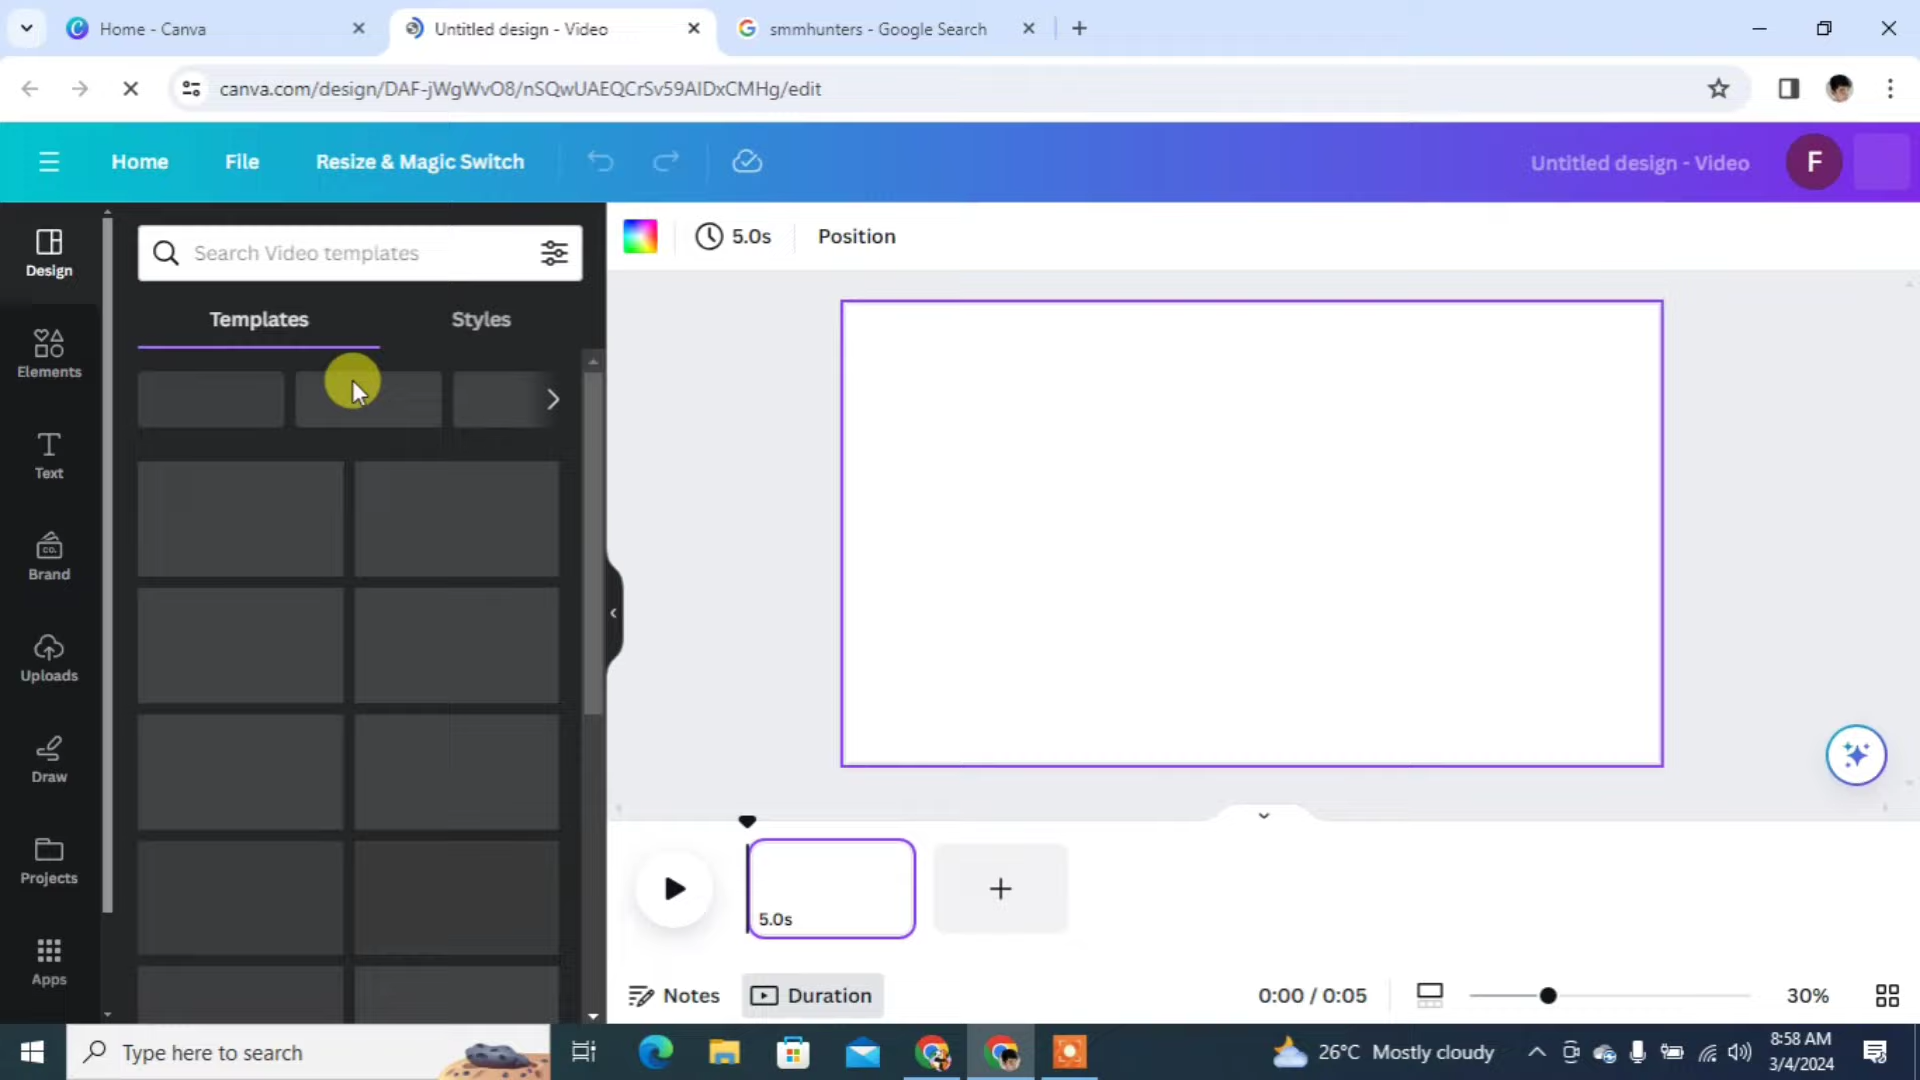 Home - Canva
Untitled design - Video
smmhunters - Google Search
canva.com/design/DAF-jWgWvO8/nSQwUAEQCrSv59AIDxCMHg/edit
Home
File
Resize & Magic Switch
Untitled design - Video
F
Design
Elements
Text
Brand
CO.
Uploads
Draw
Projects
Apps
Search Video templates
Templates
Styles
5.0s
Position
5.0s
Notes
Duration
0:00 / 0:05
30%
Type here to search
26°C Mostly cloudy
8:58 AM
3/4/2024